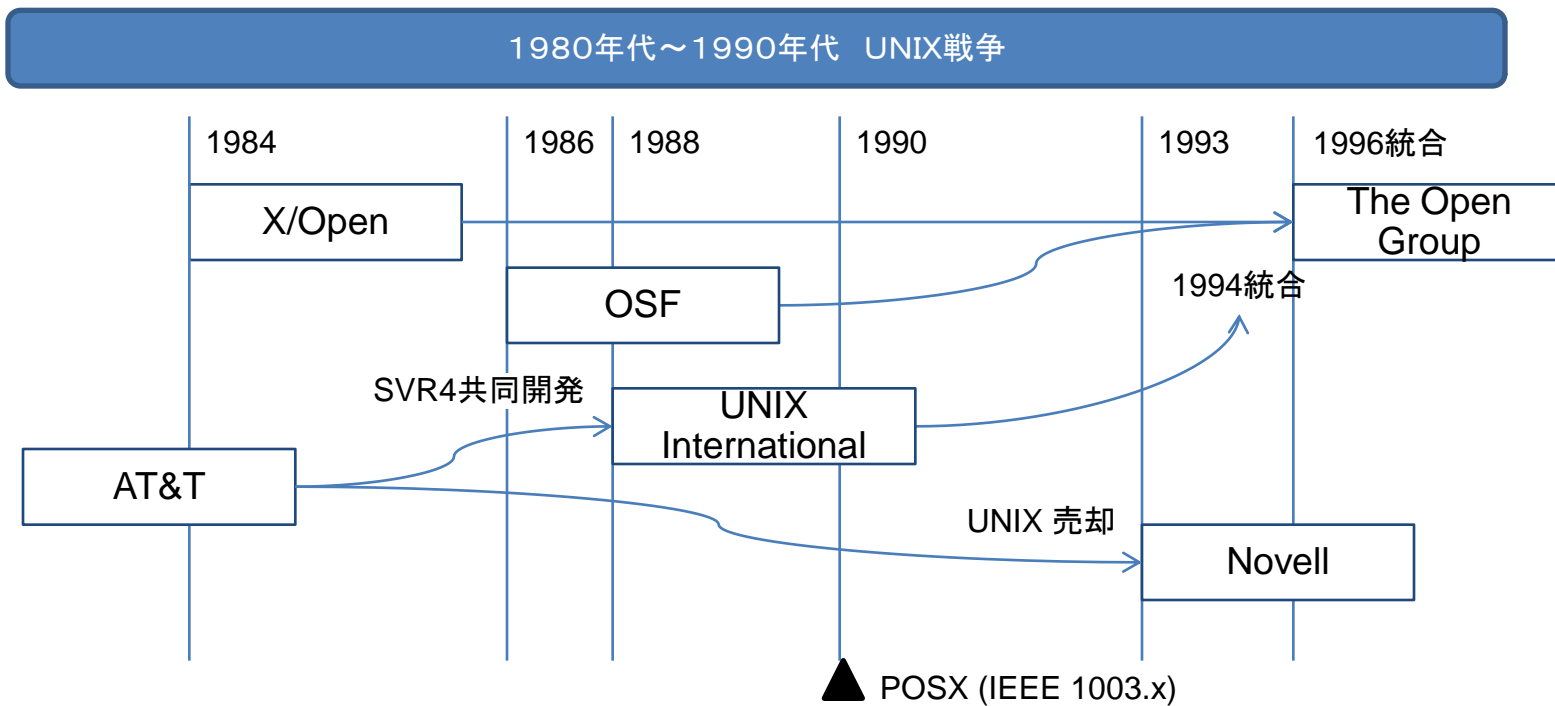 1980年代～1990年代　UNIX戦争
1984
1986
1988
1990
1993
1996統合
X/Open
The Open
Group
OSF
1994統合
SVR4共同開発
UNIX
International
AT&T
UNIX 売却
Novell
POSX (IEEE 1003.x)